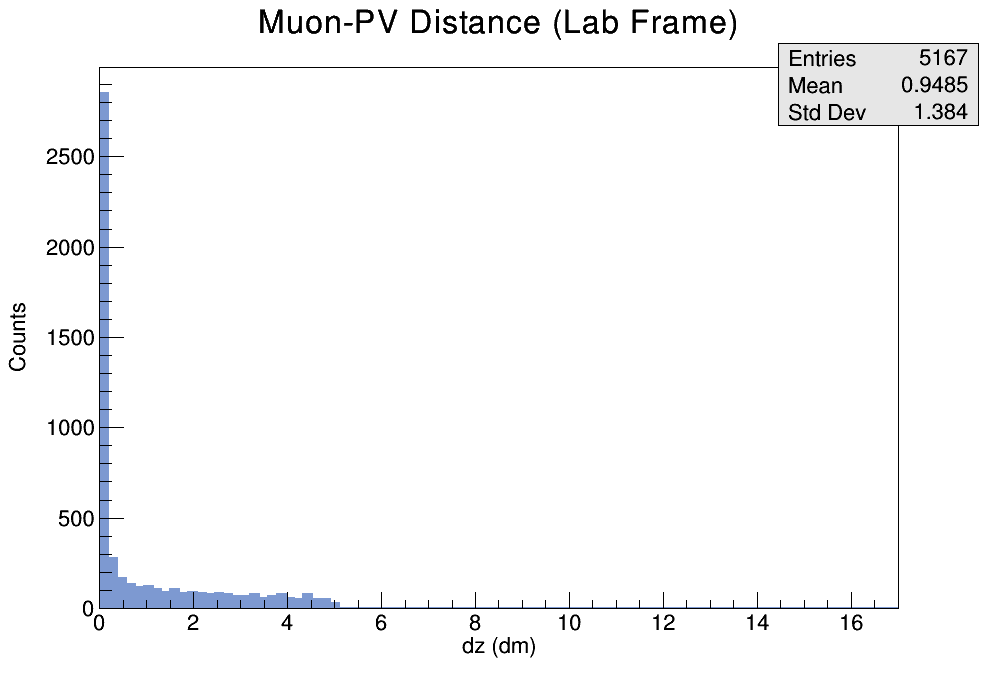 Muon-PV Distance (Lab Frame)
Entries 5167
Mean 0.9485
Std Dev 1.384
Counts
2500
2000
1500
1000
500
0
0 2 4 6 8 10 12 14 16
dz (dm)